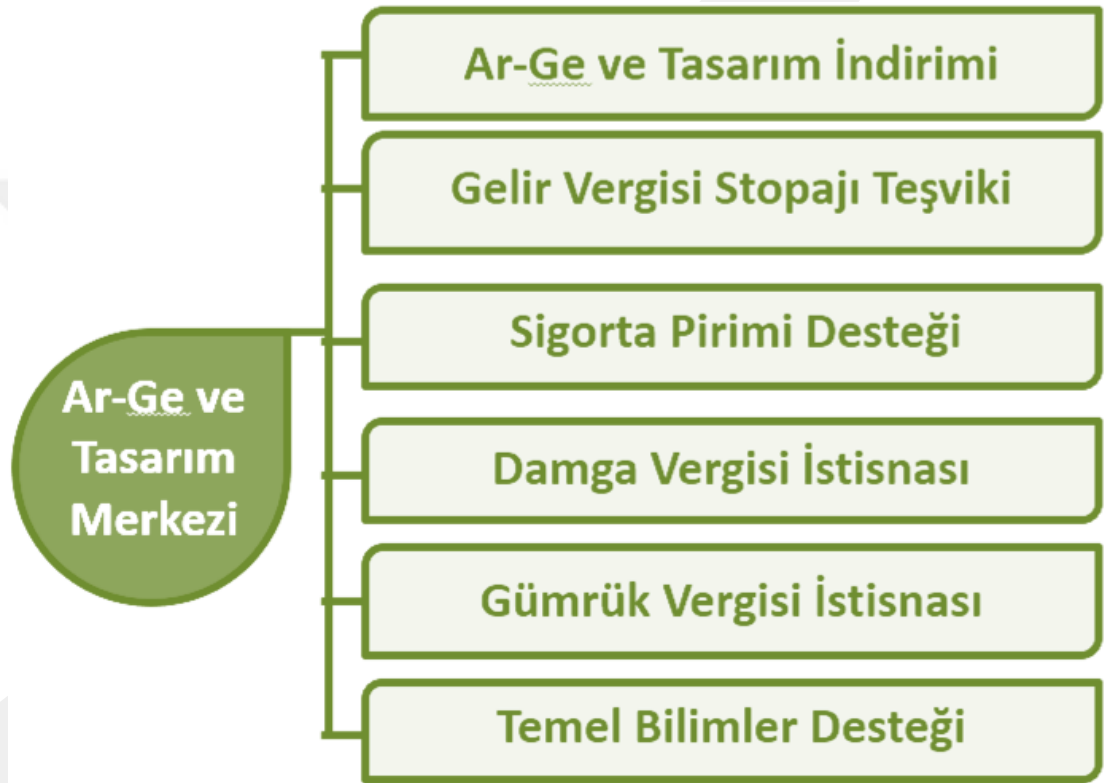 Ar-Ge ve Tasarım İndirimi
Gelir Vergisi Stopajı Teşviki
Sigorta Pirimi Desteği
Ar-Ge ve
Tasarım
Merkezi
Damga Vergisi İstisnası
Gümrük Vergisi İstisnası
Temel Bilimler Desteği